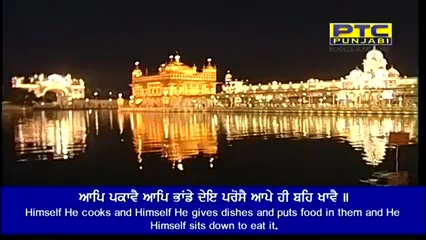 PTC
PUNJABI
EXCLUSIVE
ਆਪਿ ਪਕਾਵੈ ਆਪਿ ਭਾਂਡੇ ਦੇਇ ਪਰੋਸੈ ਆਪੇ ਹੀ ਬਹਿ ਖਾਵੈ ॥
Himself He cooks and Himself He gives dishes and puts food in them and He
Himself sits down to eat it.